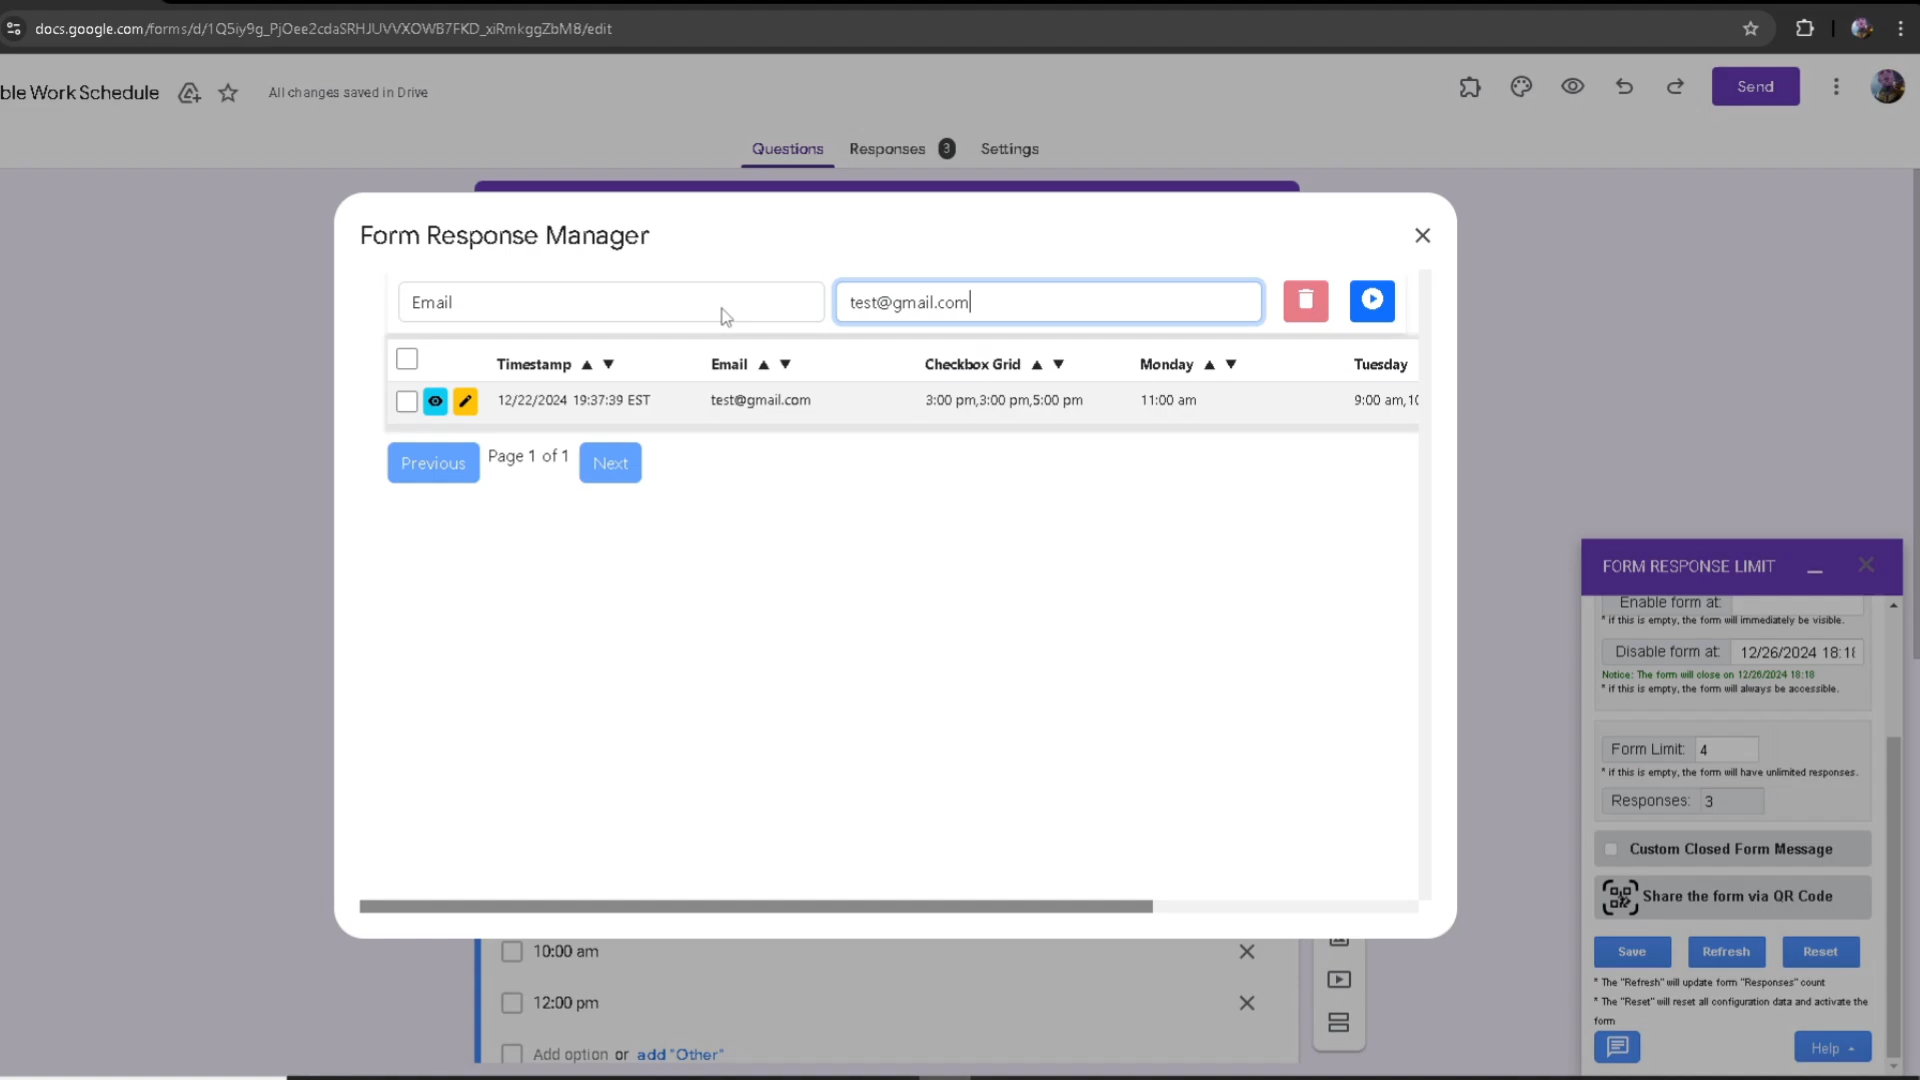 docs.google.com/forms/d/1Q5iy9g_PjOee2cdaSRHJUVVXOWB7FKD_xiRmkggZbM8/edit
ble Work Schedule
All changes saved in Drive
Send
Questions
Responses 3
Settings
Form Response Manager
Email
test@gmail.com
Timestamp ▲ ▼
Email ▲ ▼
Checkbox Grid ▲ ▼
Monday ▲ ▼
Tuesday
12/22/2024 19:37:39 EST
test@gmail.com
3:00 pm,3:00 pm,5:00 pm
11:00 am
9:00 am,10
Previous
Page 1 of 1
Next
10:00 am
12:00 pm
Add option or add "Other"
FORM RESPONSE LIMIT
Enable form at:
* if this is empty, the form will immediately be visible.
Disable form at: 12/26/2024 18:18
Notice: The form will close on 12/26/2024 18:18
* if this is empty, the form will always be accessible.
Form Limit: 4
* if this is empty, the form will have unlimited responses.
Responses: 3
Custom Closed Form Message
Share the form via QR Code
Save
Refresh
Reset
* The "Refresh" will update form "Responses" count
* The "Reset" will reset all configuration data and activate the
form
Help